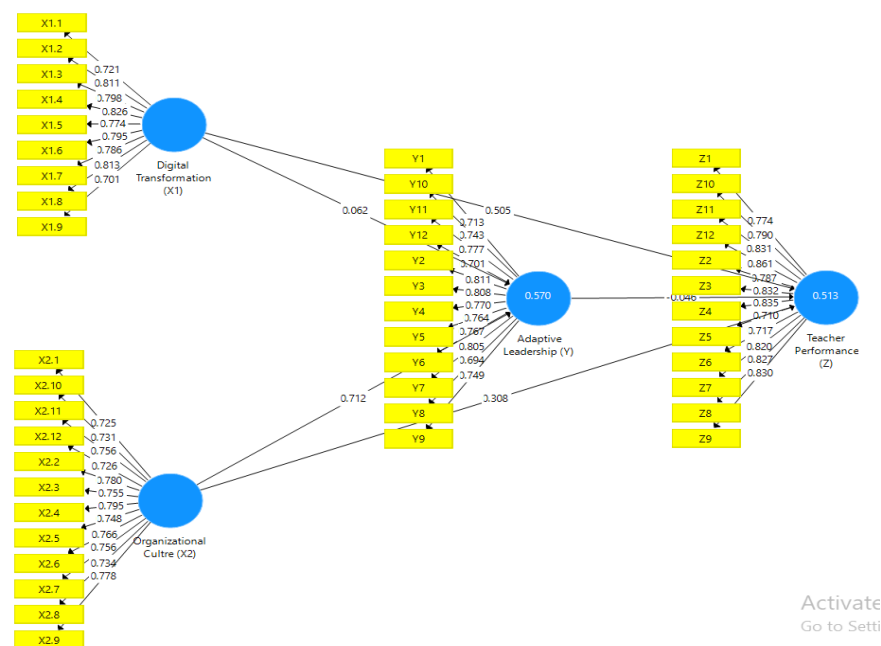 X1.1
X1.2
X1.3
X1.4
X1.5
X1.6
X1.7
X1.8
X1.9
0.721
0.811
0.798
0.826
0.774
0.795
0.786
0.813
0.701
Digital
Transformation
(X1)
0.062
0.505
Y1
Y10
Y11
Y12
Y2
Y3
Y4
Y5
Y6
Y7
Y8
Y9
0.713
0.743
0.777
0.701
0.811
0.808
0.770
0.764
0.767
0.805
0.694
0.749
0.570
Adaptive
Leadership (Y)
-0.046
Z1
Z10
Z11
Z12
Z2
Z3
Z4
Z5
Z6
Z7
Z8
Z9
0.774
0.790
0.831
0.861
0.787
0.832
0.835
0.710
0.717
0.820
0.827
0.830
0.513
Teacher
Performance
(Z)
X2.1
X2.10
X2.11
X2.12
X2.2
X2.3
X2.4
X2.5
X2.6
X2.7
X2.8
X2.9
0.725
0.731
0.756
0.726
0.780
0.755
0.795
0.748
0.766
0.756
0.734
0.778
Organizational
Cultre (X2)
0.712
0.308
Activate
Go to Setti